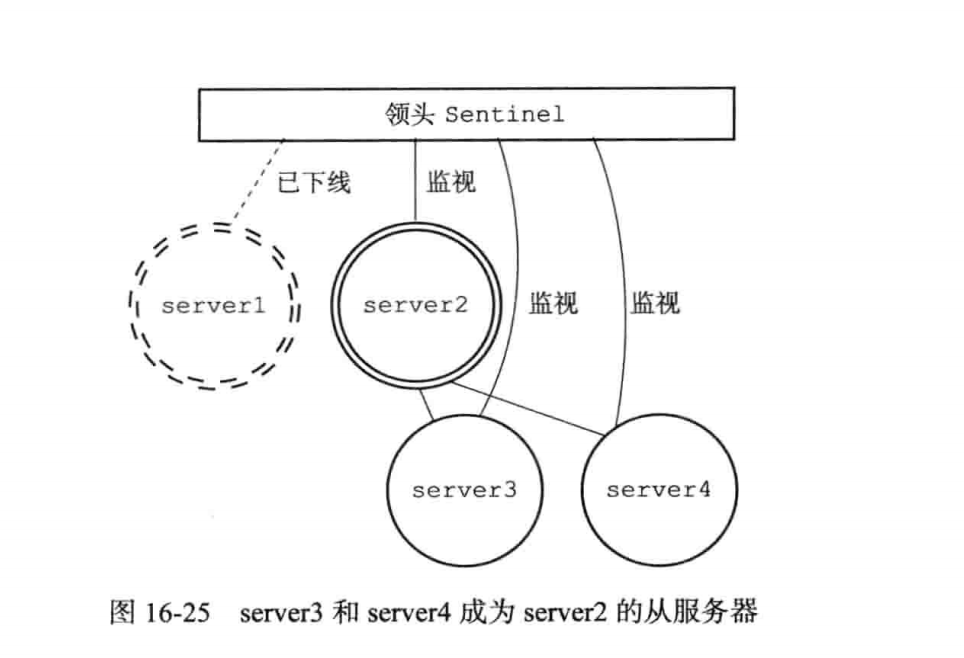 领头 Sentinel
已下线
监视
server1
server2
监视
监视
server3
server4
图 16-25 server3 和 server4 成为 server2 的从服务器